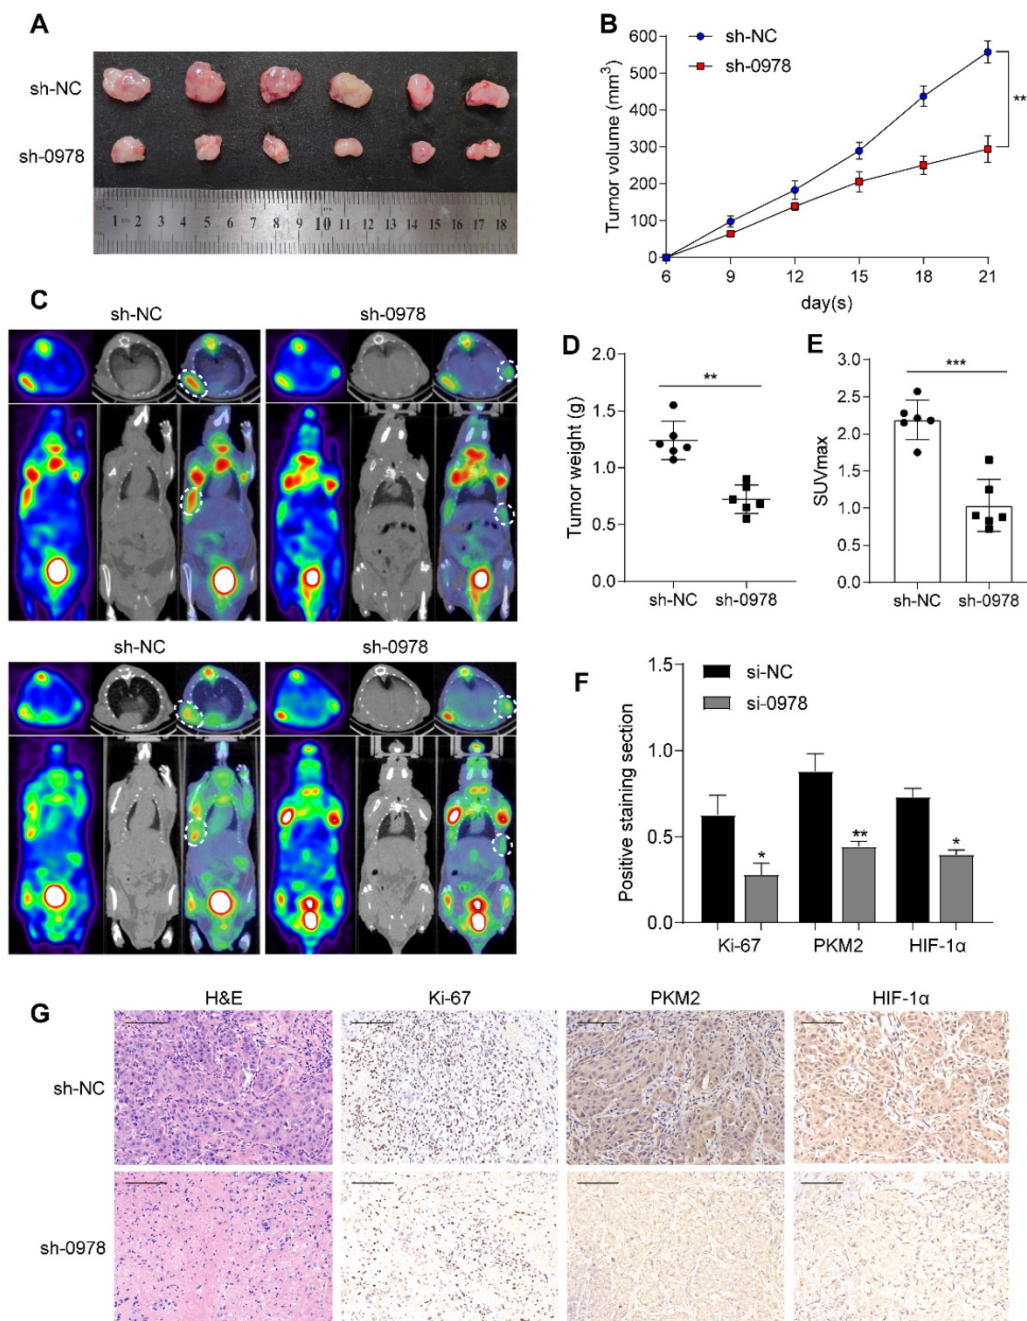 A
sh-NC
sh-0978
1 2 3 4 5 6 7 8 9 10 11 12 13 14 15 16 17 18
B
sh-NC
sh-0978
Tumor volume (mm³)
600
500
400
300
200
100
0
6 9 12 15 18 21
day(s)
**
C
sh-NC sh-0978
sh-NC sh-0978
D
Tumor weight (g)
2.0
1.5
1.0
0.5
0.0
**
sh-NC sh-0978
E
SUVmax
3.0
2.5
2.0
1.5
1.0
0.5
0.0
***
sh-NC sh-0978
F
si-NC
si-0978
Positive staining section
1.5
1.0
0.5
0.0
* ** *
Ki-67 PKM2 HIF-1α
G
H&E Ki-67 PKM2 HIF-1α
sh-NC
sh-0978